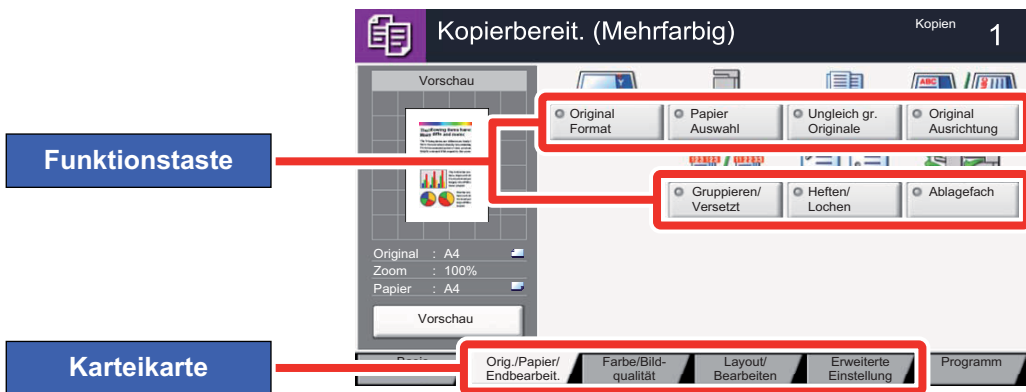 Kopierbereit. (Mehrfarbig)
Kopien
1
Vorschau
ABC
Original
Format
Papier
Auswahl
Ungleich gr.
Originale
Original
Ausrichtung
Funktionstaste
Gruppieren/
Versetzt
Heften/
Lochen
Ablagefach
Original : A4
Zoom : 100%
Papier : A4
Vorschau
Karteikarte
Orig./Papier/
Endbearbeit.
Farbe/Bild-
qualität
Layout/
Bearbeiten
Erweiterte
Einstellung
Programm